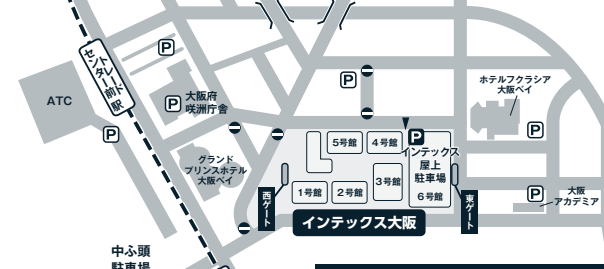 トレード
センター前駅
P
P
大阪府
咲洲庁舎
ATC
P
P
ホテルフクラシア
大阪ベイ
P
5号館
4号館
P
インテックス
屋上
駐車場
グランド
プリンスホテル
大阪ベイ
1号館
2号館
3号館
6号館
西ゲート
東ゲート
P
大阪
アカデミア
インテックス大阪
中ふ頭
駐車場